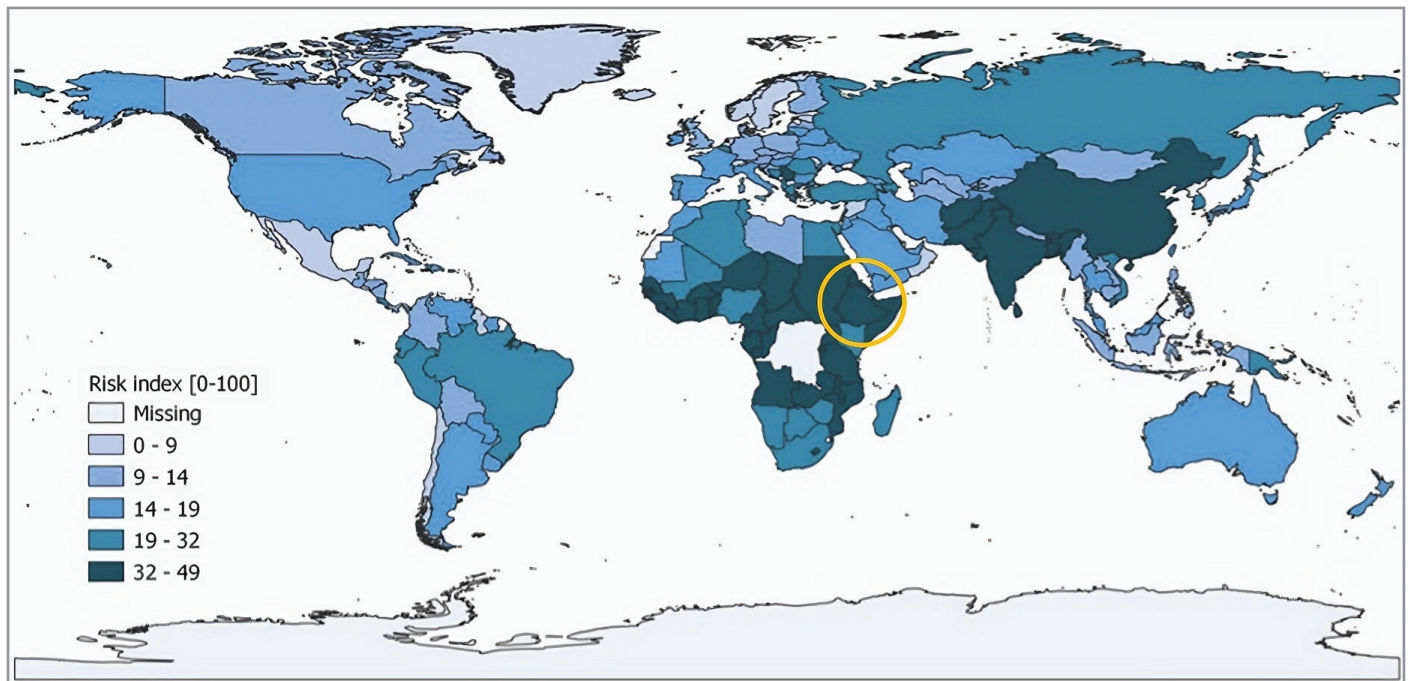 Risk index [0-100]
Missing
0 - 9
9 - 14
14 - 19
19 - 32
32 - 49